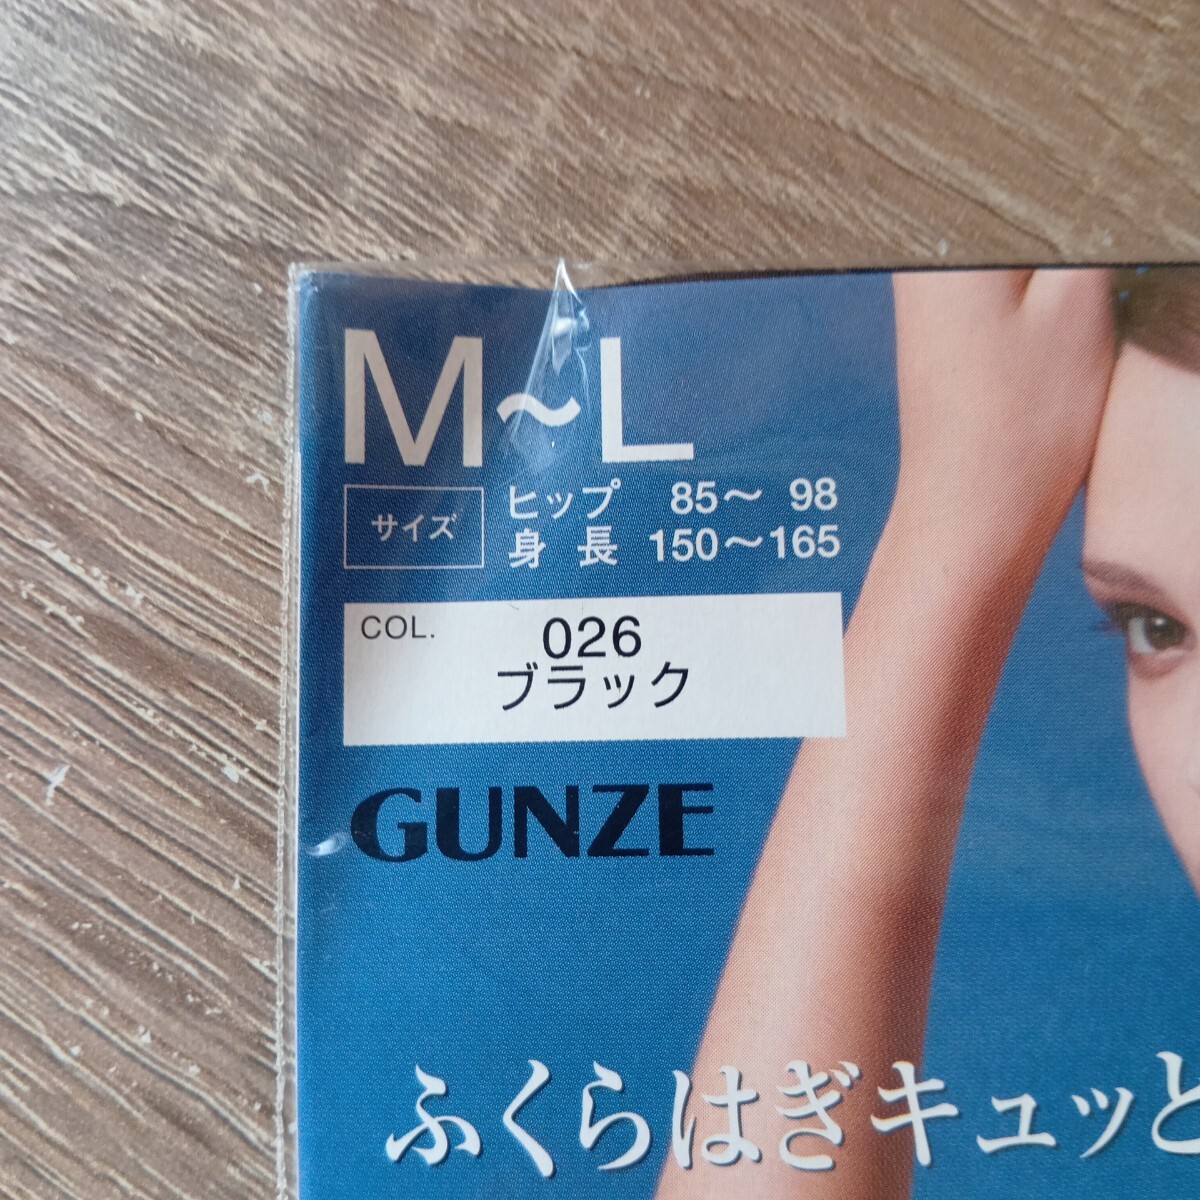 M~L
サイズ
ヒップ 85〜 98
身 長 150〜165
COL. 026
ブラック
GUNZE
ふくらはぎキュッと